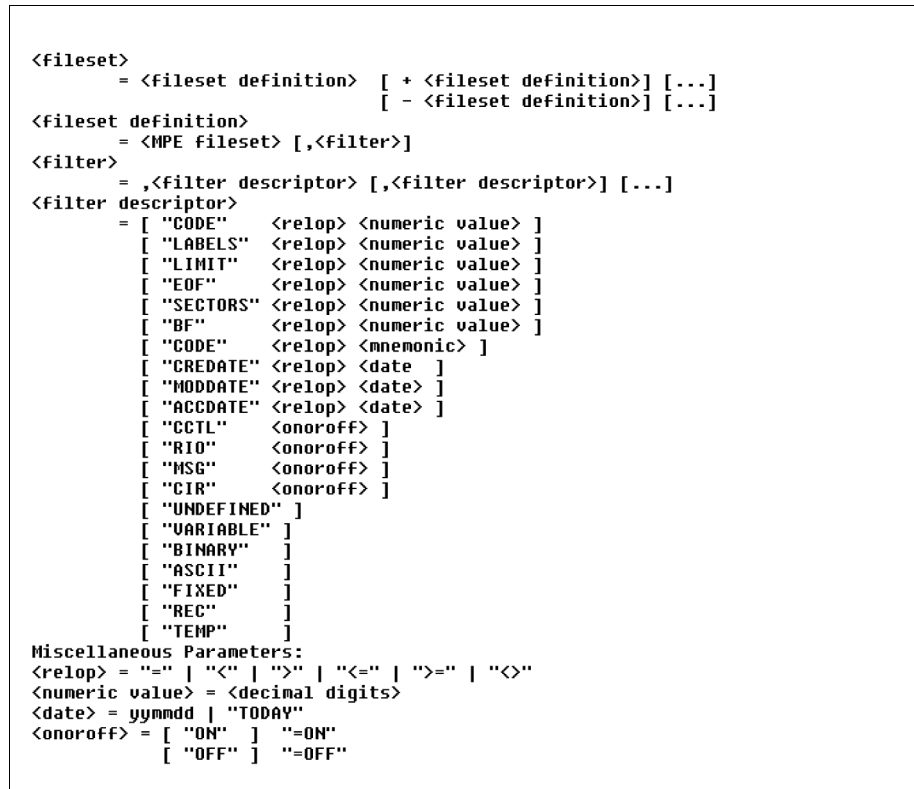 <fileset>
        = <fileset definition>  [ + <fileset definition>] [...]
                                [ - <fileset definition>] [...]
<fileset definition>
        = <MPE fileset> [,<filter>]
<filter>
        = ,<filter descriptor> [,<filter descriptor>] [...]
<filter descriptor>
        = [ "CODE"    <relop> <numeric value> ]
          [ "LABELS"  <relop> <numeric value> ]
          [ "LIMIT"   <relop> <numeric value> ]
          [ "EOF"     <relop> <numeric value> ]
          [ "SECTORS" <relop> <numeric value> ]
          [ "BF"      <relop> <numeric value> ]
          [ "CODE"    <relop> <mnemonic> ]
          [ "CREDATE" <relop> <date  ]
          [ "MODDATE" <relop> <date> ]
          [ "ACCDATE" <relop> <date> ]
          [ "CCTL"    <onoroff> ]
          [ "RIO"     <onoroff> ]
          [ "MSG"     <onoroff> ]
          [ "CIR"     <onoroff> ]
          [ "UNDEFINED" ]
          [ "VARIABLE" ]
          [ "BINARY"   ]
          [ "ASCII"    ]
          [ "FIXED"    ]
          [ "REC"      ]
          [ "TEMP"     ]
Miscellaneous Parameters:
<relop> = "=" | "<" | ">" | "<=" | ">=" | "<>"
<numeric value> = <decimal digits>
<date> = yymmdd | "TODAY"
<onoroff> = [ "ON"  ]  "=ON"
            [ "OFF" ]  "=OFF"